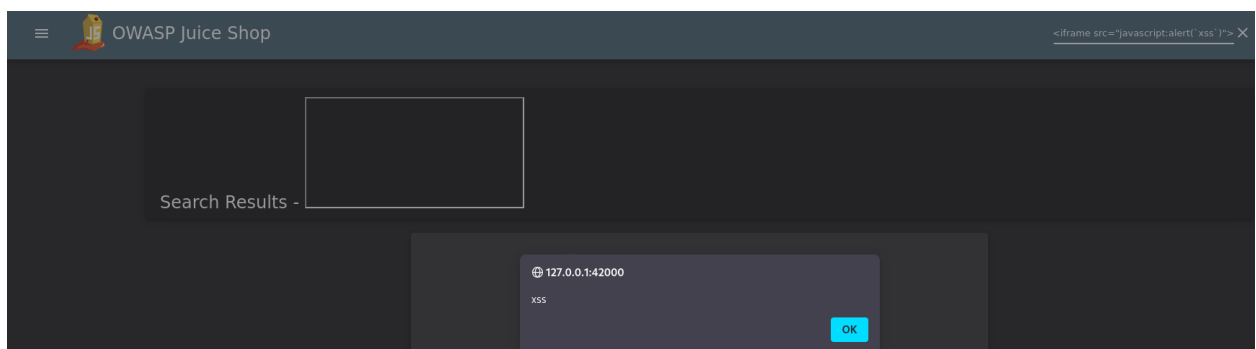 OWASP Juice Shop
<iframe src="javascript:alert(`xss`)">
Search Results -
127.0.0.1:42000
xss
OK